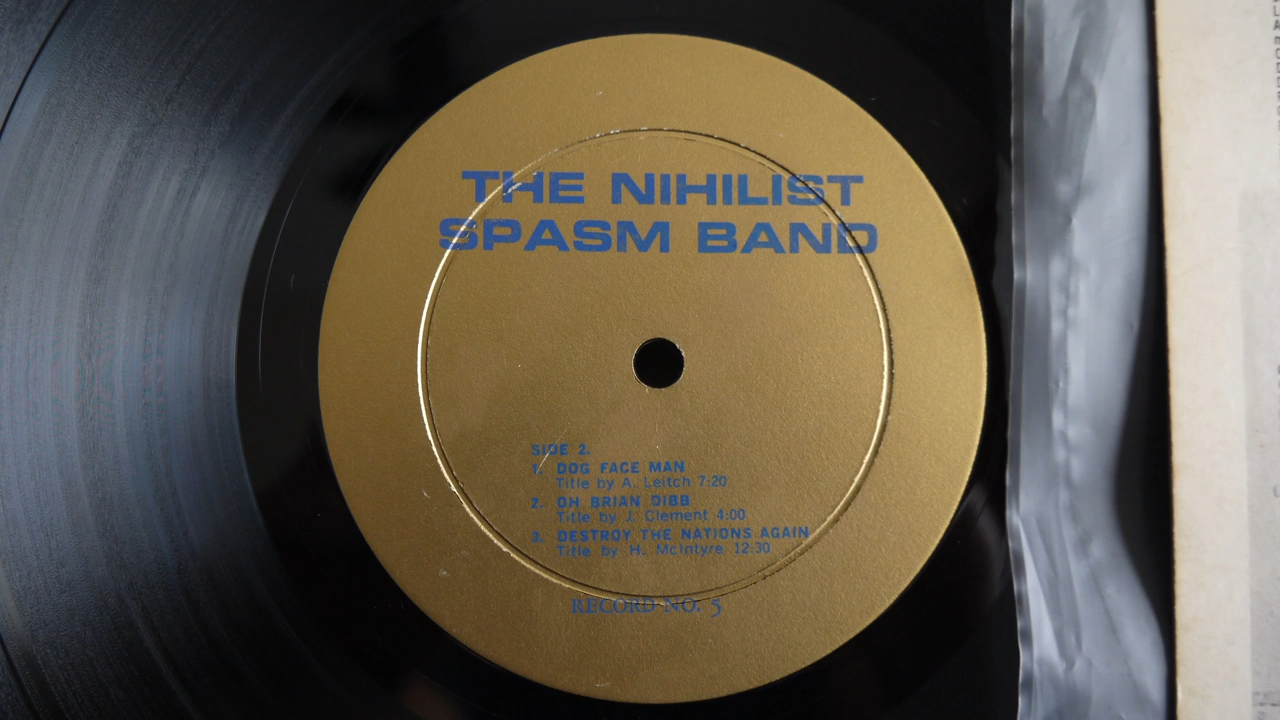 THE NIHILIST
SPASM BAND
SIDE 2.
1. DOG FACE MAN
Title by A. Leitch 7:20
2. OH BRIAN DIBB
Title by J. Clement 4:00
3. DESTROY THE NATIONS AGAIN
Title by H. McIntyre 12:30
RECORD NO. 5